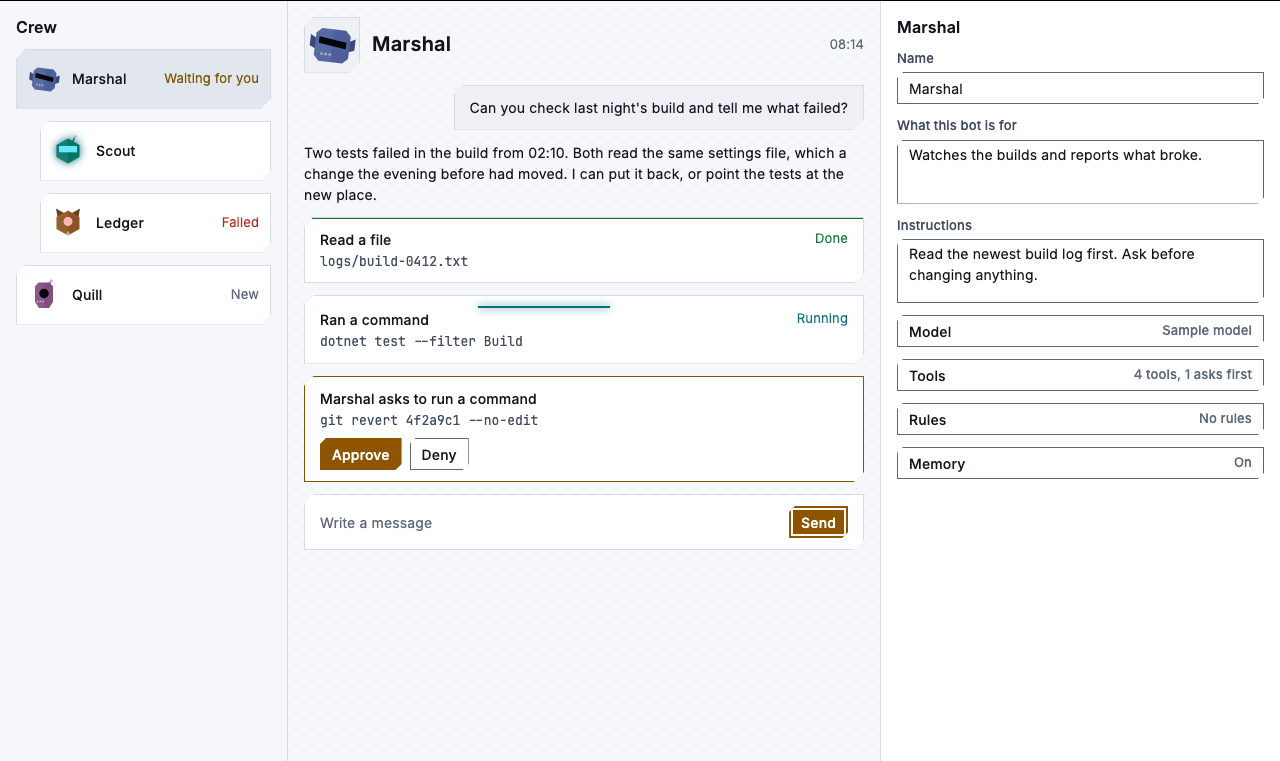 Crew
Marshal
Waiting for you
Scout
Ledger
Failed
Quill
New
Marshal
08:14
Can you check last night's build and tell me what failed?
Two tests failed in the build from 02:10. Both read the same settings file, which a
change the evening before had moved. I can put it back, or point the tests at the
new place.
Read a file
Done
logs/build-0412.txt
Ran a command
Running
dotnet test --filter Build
Marshal asks to run a command
git revert 4f2a9c1 --no-edit
Approve
Deny
Write a message
Send
Marshal
Name
Marshal
What this bot is for
Watches the builds and reports what broke.
Instructions
Read the newest build log first. Ask before
changing anything.
Model
Sample model
Tools
4 tools, 1 asks first
Rules
No rules
Memory
On